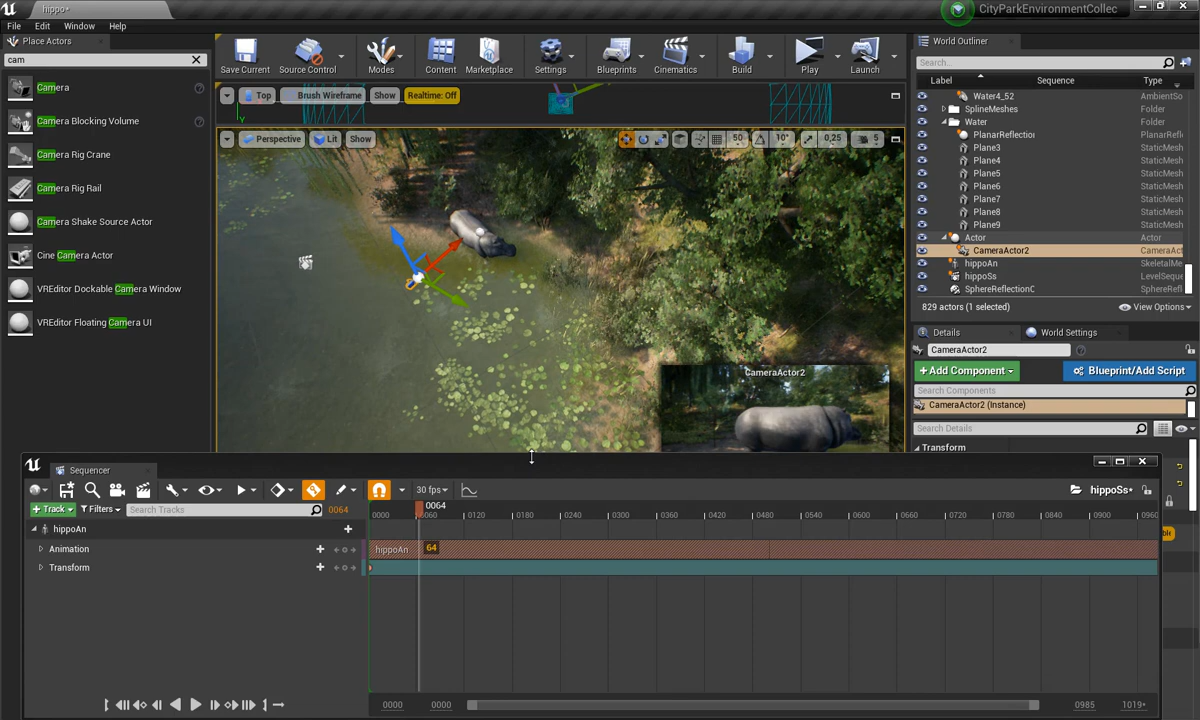 hippo*
CityParkEnvironmentCollec
File Edit Window Help
Place Actors
cam
Camera
Camera Blocking Volume
Camera Rig Crane
Camera Rig Rail
Camera Shake Source Actor
Cine Camera Actor
VREditor Dockable Camera Window
VREditor Floating Camera UI
Save Current Source Control Modes Content Marketplace Settings Blueprints Cinematics Build Play Launch
Top Brush Wireframe Show Realtime: Off
Y
Perspective Lit Show 50 10° 0,25 5
CameraActor2
World Outliner
Search...
Label Sequence Type
Water4_52 AmbientSo
SplineMeshes Folder
Water Folder
PlanarReflection PlanarRefl
Plane3 StaticMesh
Plane4 StaticMesh
Plane5 StaticMesh
Plane6 StaticMesh
Plane7 StaticMesh
Plane8 StaticMesh
Plane9 StaticMesh
Actor Actor
CameraActor2 CameraAct
hippoAn SkeletalMe
hippoSs LevelSeque
SphereReflectionC SphereRefl
829 actors (1 selected) View Options
Details World Settings
CameraActor2
+Add Component Blueprint/Add Script
Search Components
CameraActor2 (Instance)
Search Details
Transform
ble
Sequencer
30 fps hippoSs*
+ Track Filters Search Tracks 0064
0064
0000 0060 0120 0180 0240 0300 0360 0420 0480 0540 0600 0660 0720 0780 0840 0900 0960
hippoAn
Animation hippoAn 64
Transform
0000 0000 0985 1019*